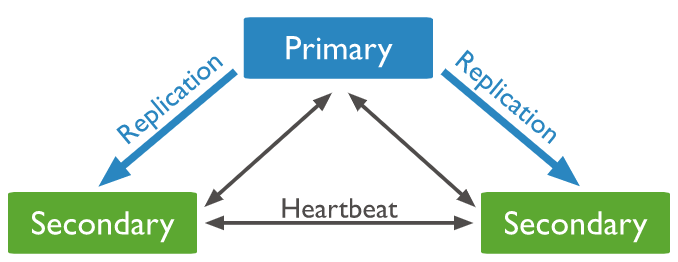 Primary
Replication
Replication
Heartbeat
Secondary
Secondary